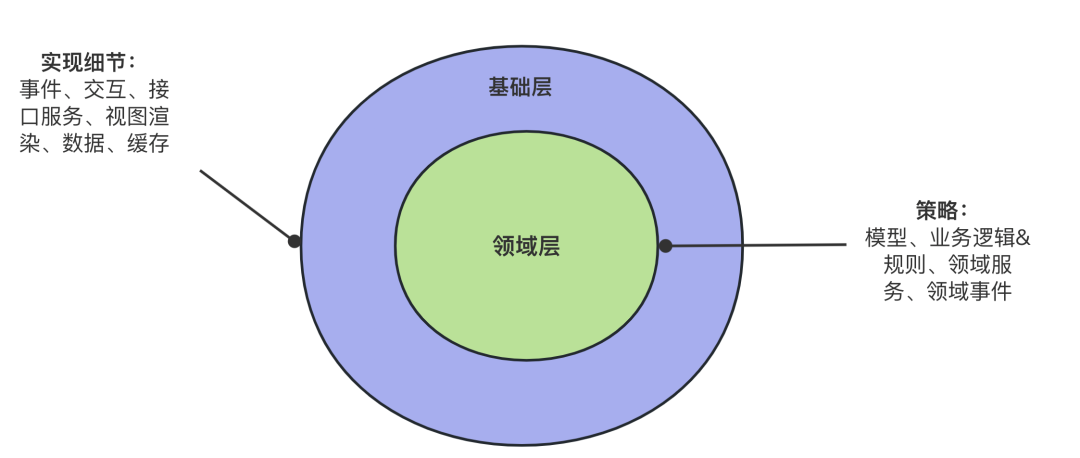 实现细节：
事件、交互、接
口服务、视图渲
染、数据、缓存
基础层
领域层
策略：
模型、业务逻辑&
规则、领域服
务、领域事件